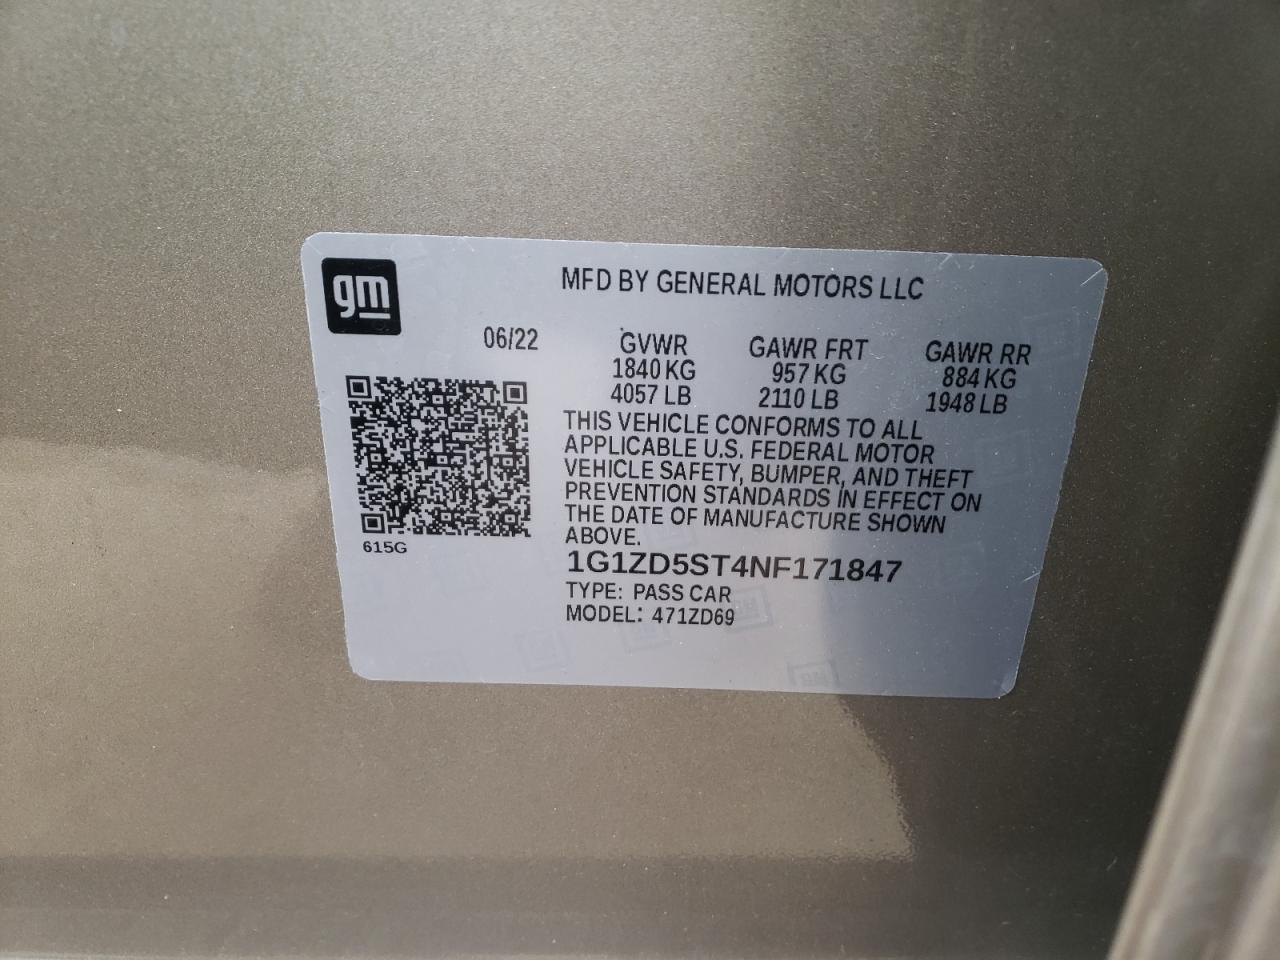 gm
MFD BY GENERAL MOTORS LLC
06/22 GVWR GAWR FRT GAWR RR
1840 KG 957 KG 884 KG
4057 LB 2110 LB 1948 LB
THIS VEHICLE CONFORMS TO ALL
APPLICABLE U.S. FEDERAL MOTOR
VEHICLE SAFETY, BUMPER, AND THEFT
PREVENTION STANDARDS IN EFFECT ON
THE DATE OF MANUFACTURE SHOWN
ABOVE.
615G
1G1ZD5ST4NF171847
TYPE: PASS CAR
MODEL: 471ZD69